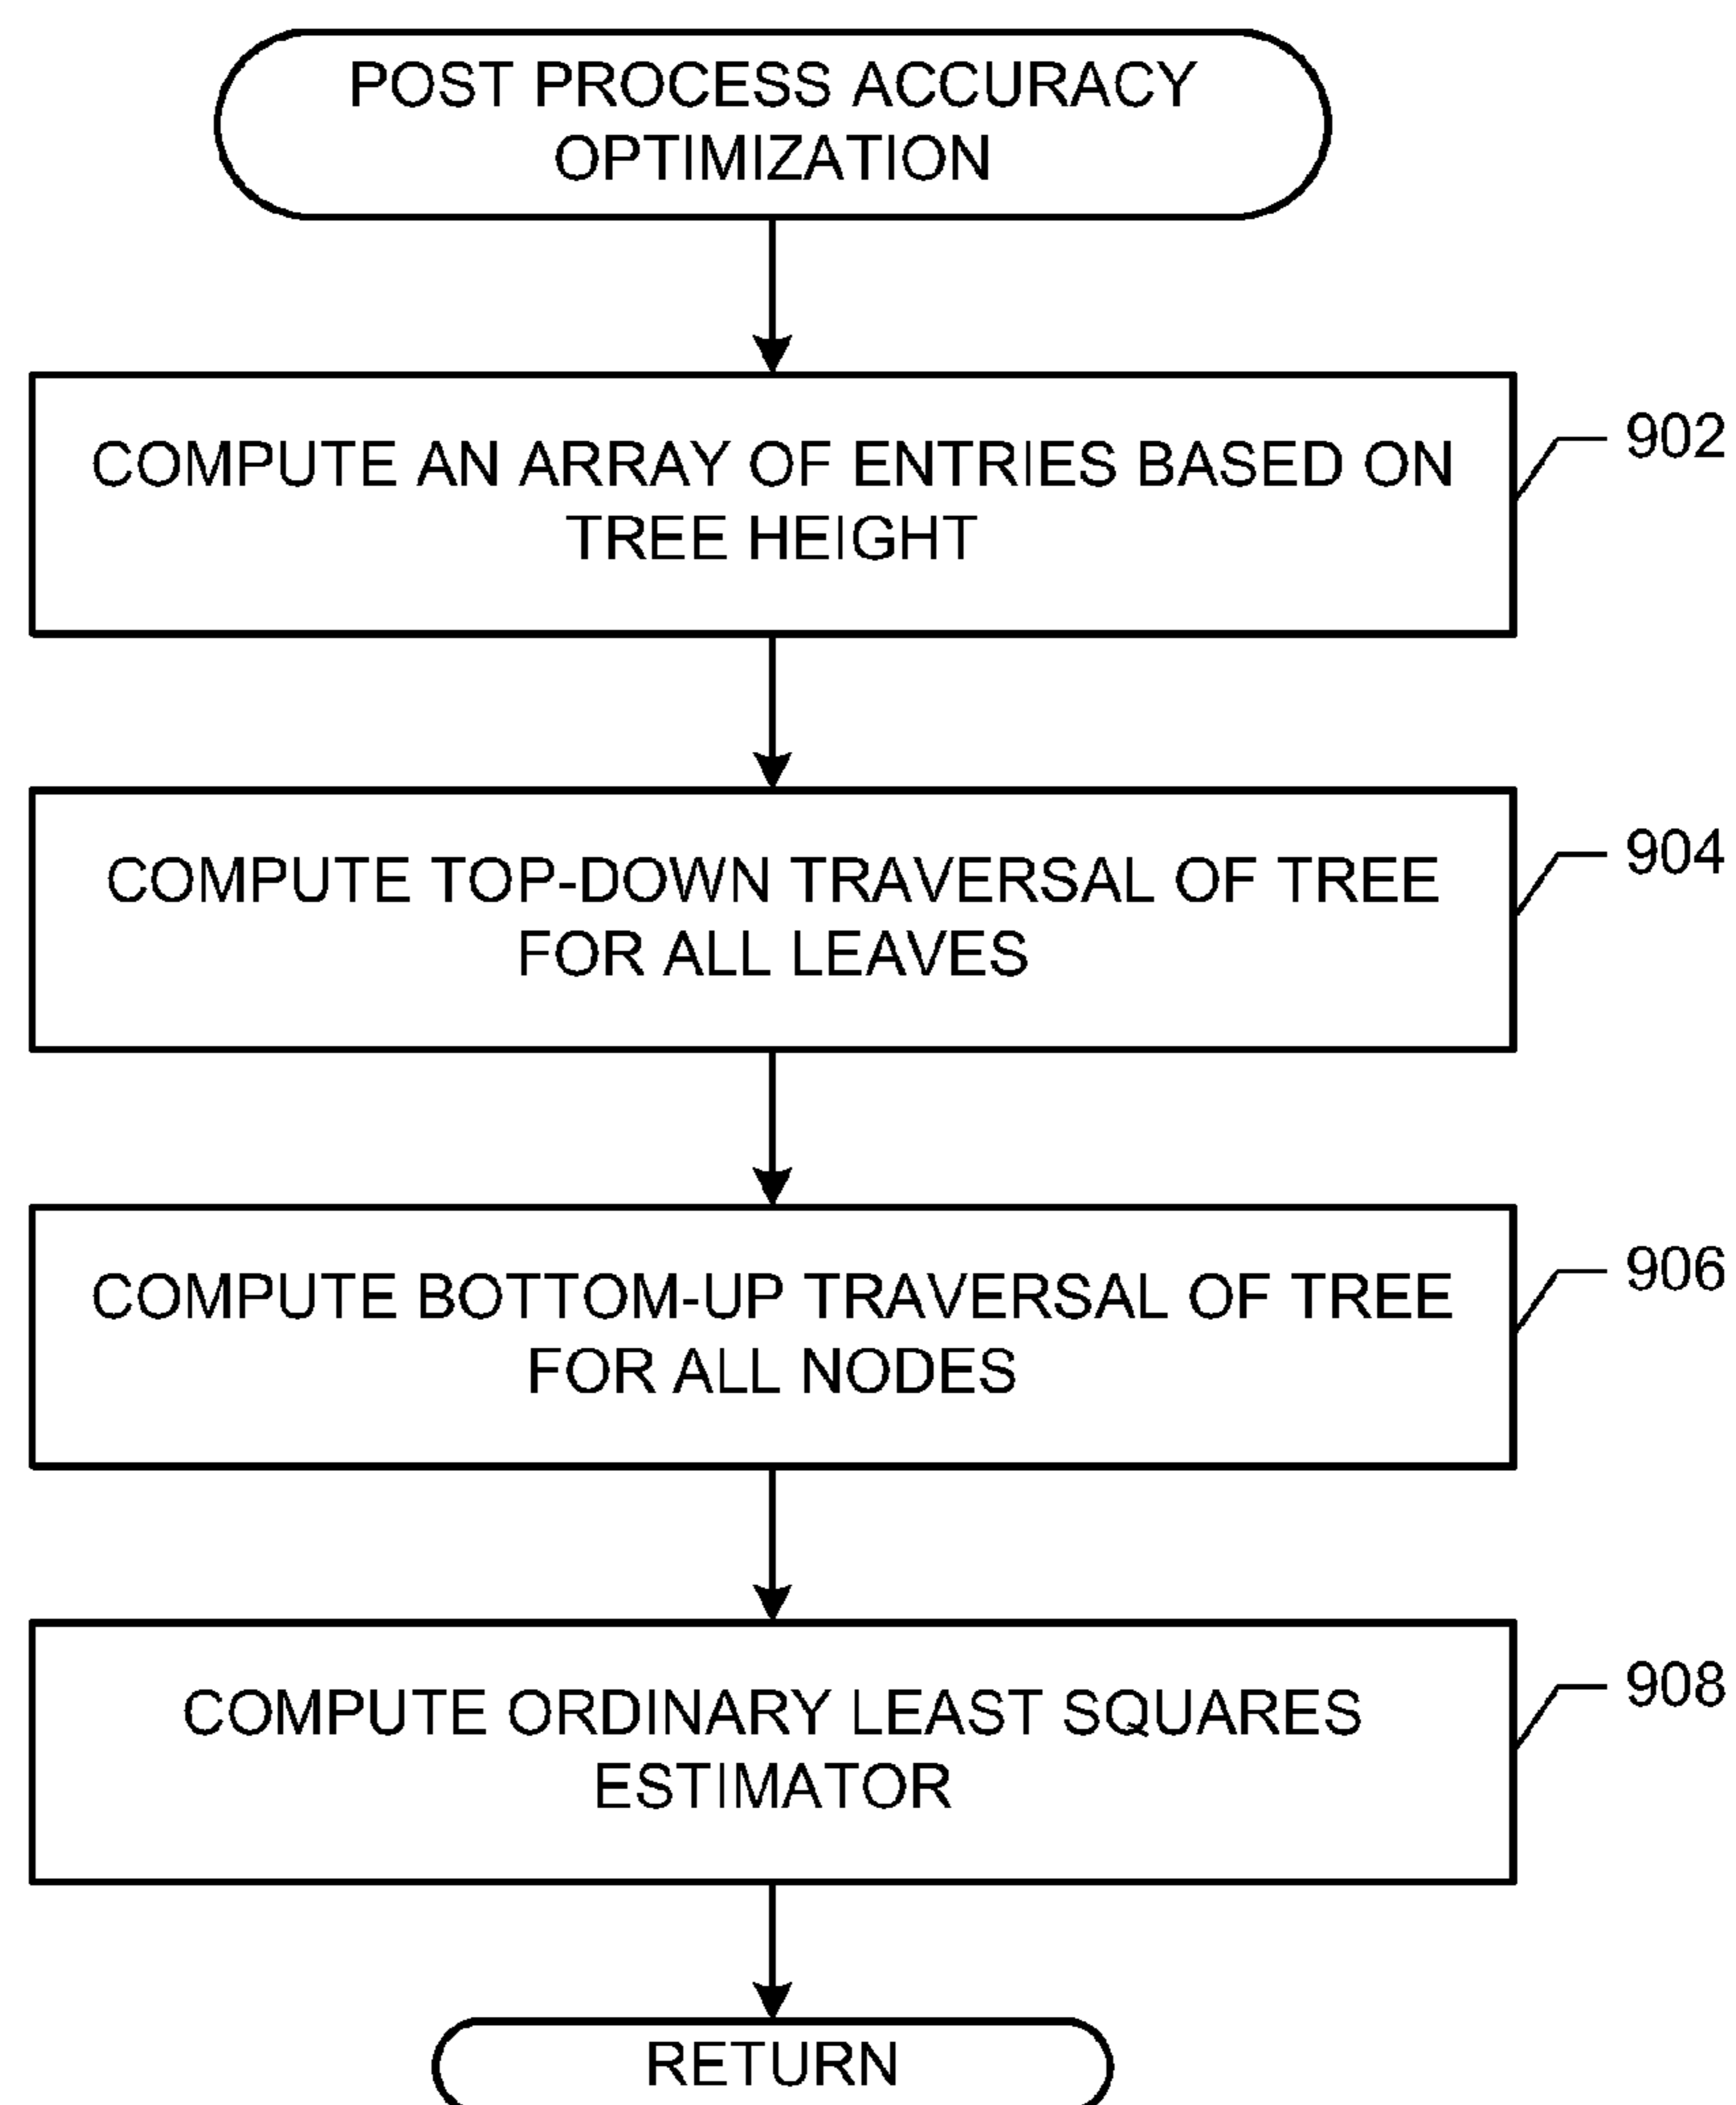 POST PROCESS ACCURACY
OPTIMIZATION
COMPUTE AN ARRAY OF ENTRIES BASED ON
TREE HEIGHT
902
COMPUTE TOP-DOWN TRAVERSAL OF TREE
FOR ALL LEAVES
904
COMPUTE BOTTOM-UP TRAVERSAL OF TREE
FOR ALL NODES
906
COMPUTE ORDINARY LEAST SQUARES
ESTIMATOR
908
RETURN